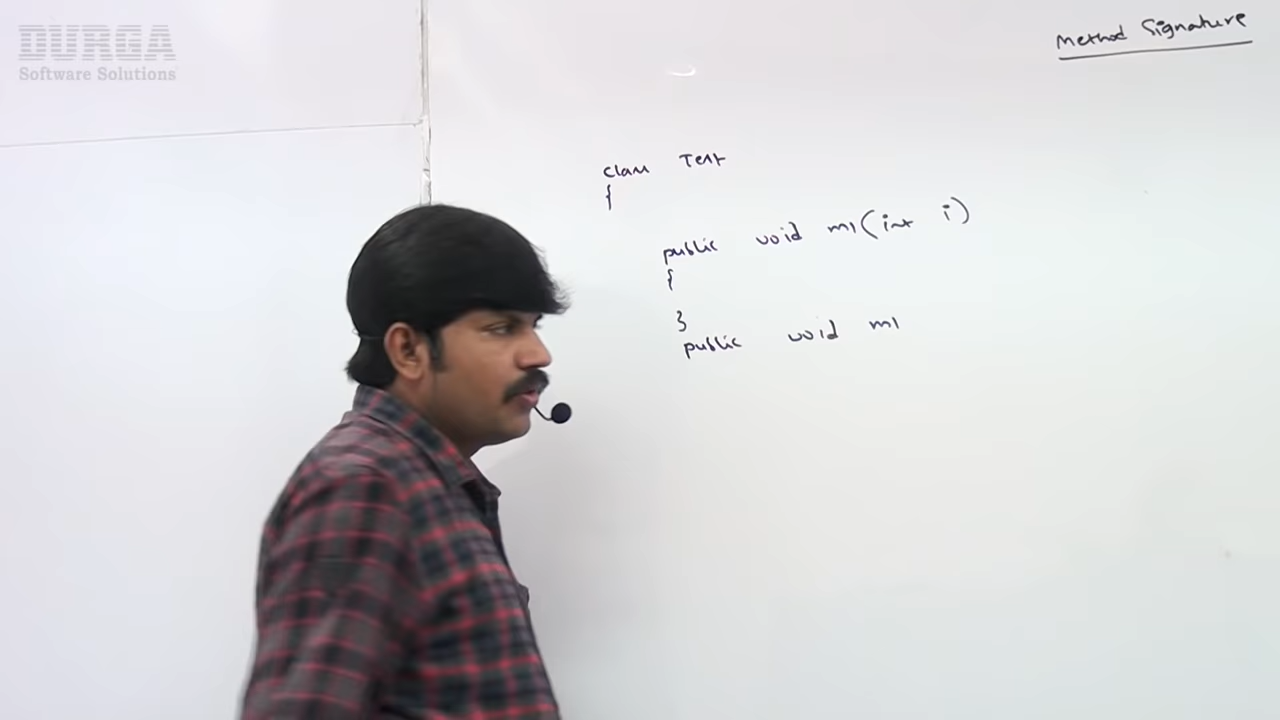 DURGA
Software Solutions
Method Signature
class Test
{
public void m1(int i)
{
}
public void m1